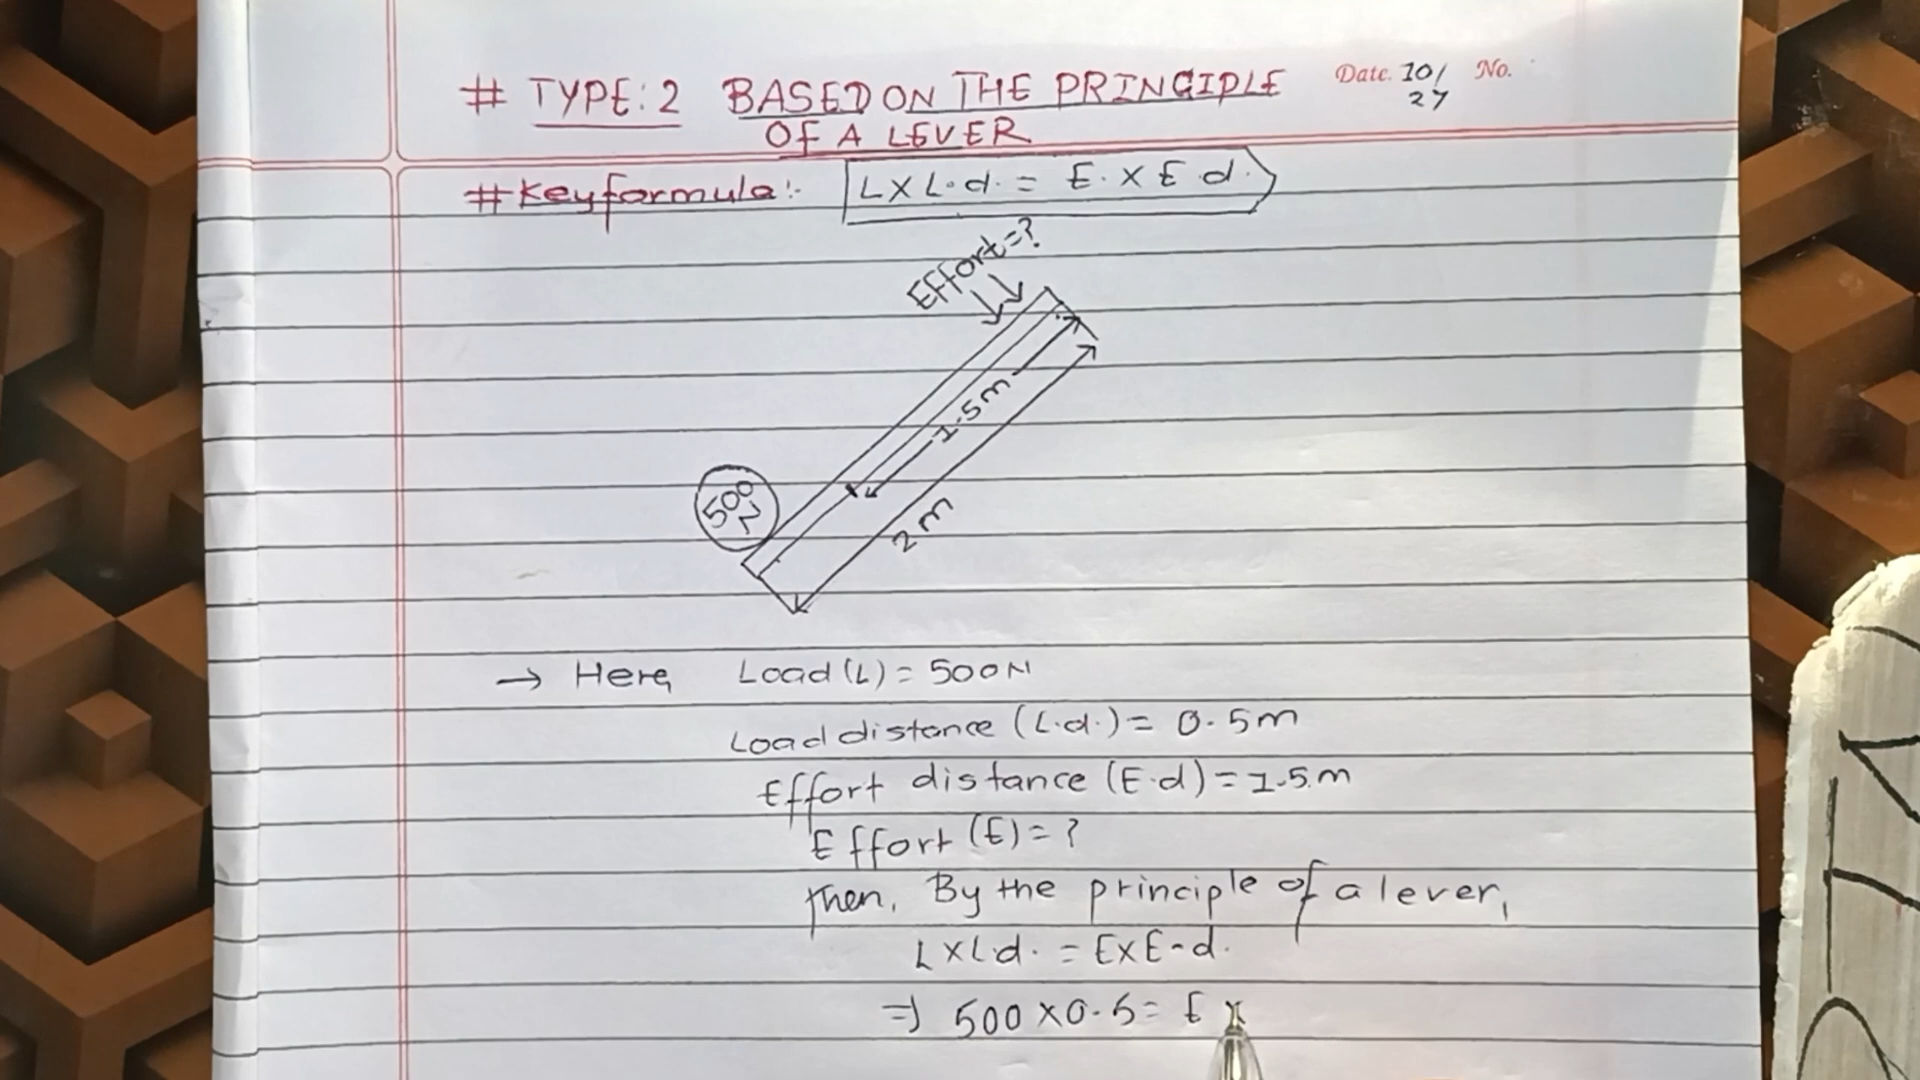 # TYPE:2 BASED ON THE PRINCIPLE
OF A LEVER
Date. 10/
27
No.
# Key formula:- L X L.d. = E. X E.d.
Effort=?
1.5m
500
N
2m
→ Here, Load (L) = 500N
Load distance (L.d.) = 0.5m
Effort distance (E.d) = 1.5m
Effort (E) = ?
Then, By the principle of a lever,
L X L.d. = E X E.d.
⇒ 500 X 0.5 = E X